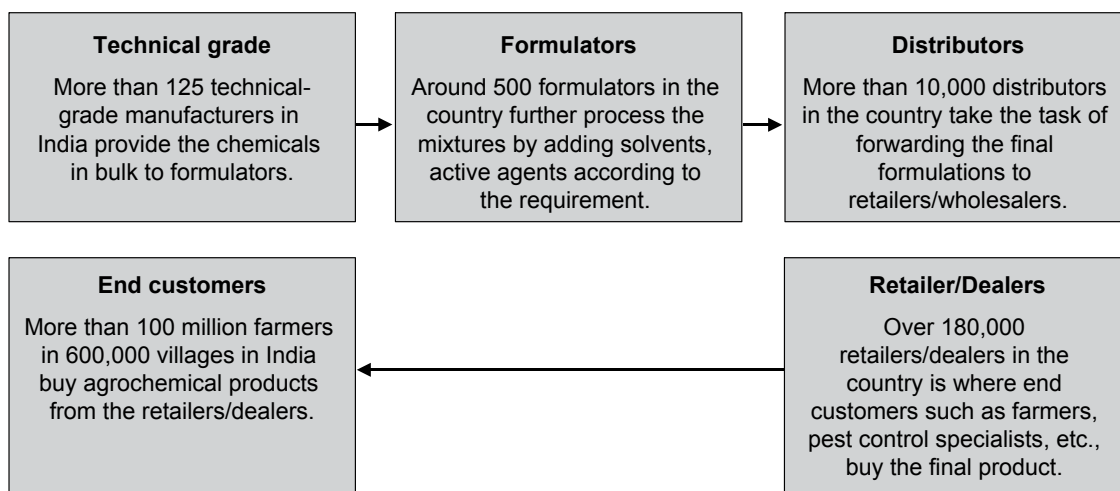 Technical grade
More than 125 technical-
grade manufacturers in
India provide the chemicals
in bulk to formulators.
Formulators
Around 500 formulators in the
country further process the
mixtures by adding solvents,
active agents according to
the requirement.
Distributors
More than 10,000 distributors
in the country take the task of
forwarding the final
formulations to
retailers/wholesalers.
End customers
More than 100 million farmers
in 600,000 villages in India
buy agrochemical products
from the retailers/dealers.
Retailer/Dealers
Over 180,000
retailers/dealers in the
country is where end
customers such as farmers,
pest control specialists, etc.,
buy the final product.